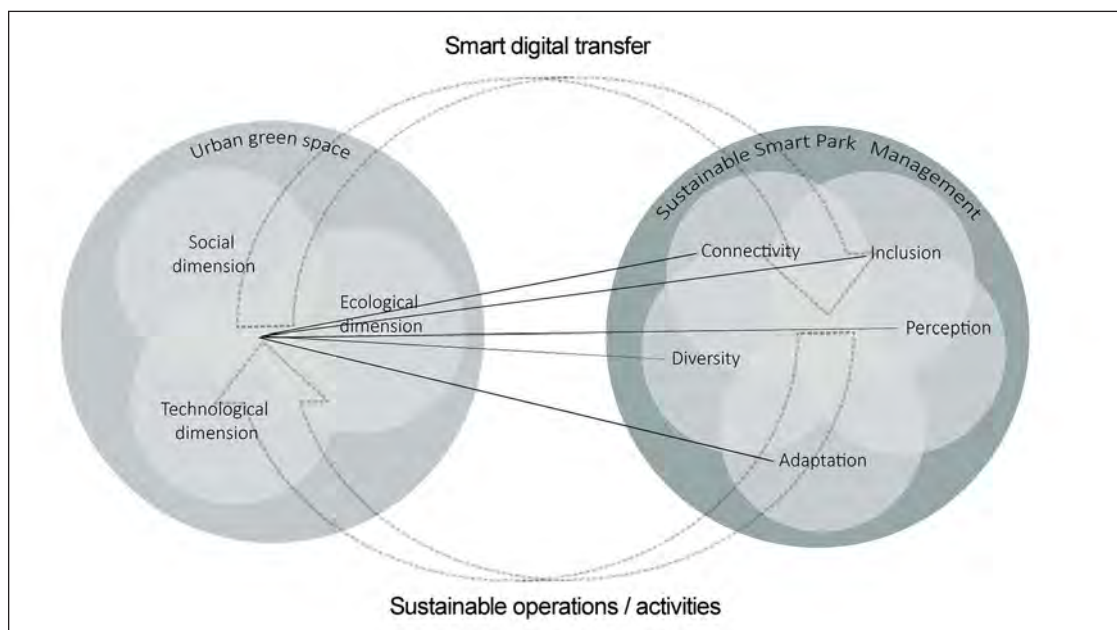 Smart digital transfer
Urban green space
Sustainable Smart Park Management
Social
dimension
Connectivity
Inclusion
Ecological
dimension
Perception
Diversity
Technological
dimension
Adaptation
Sustainable operations / activities